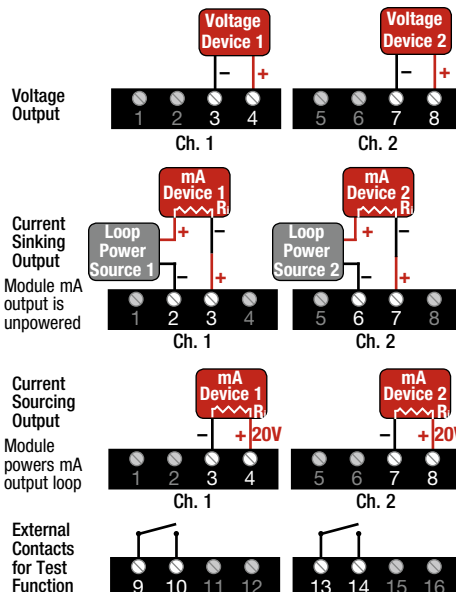 Voltage Device 1
Voltage Device 2
Voltage Output
− +
− +
1 2 3 4
5 6 7 8
Ch. 1
Ch. 2
mA Device 1
Ri
mA Device 2
Ri
Current Sinking Output
Module mA output is unpowered
Loop Power Source 1
Loop Power Source 2
+ −
+ −
− +
− +
1 2 3 4
5 6 7 8
Ch. 1
Ch. 2
Current Sourcing Output
Module powers mA output loop
mA Device 1
Ri
mA Device 2
Ri
− + 20V
− + 20V
1 2 3 4
5 6 7 8
Ch. 1
Ch. 2
External Contacts for Test Function
9 10 11 12
13 14 15 16